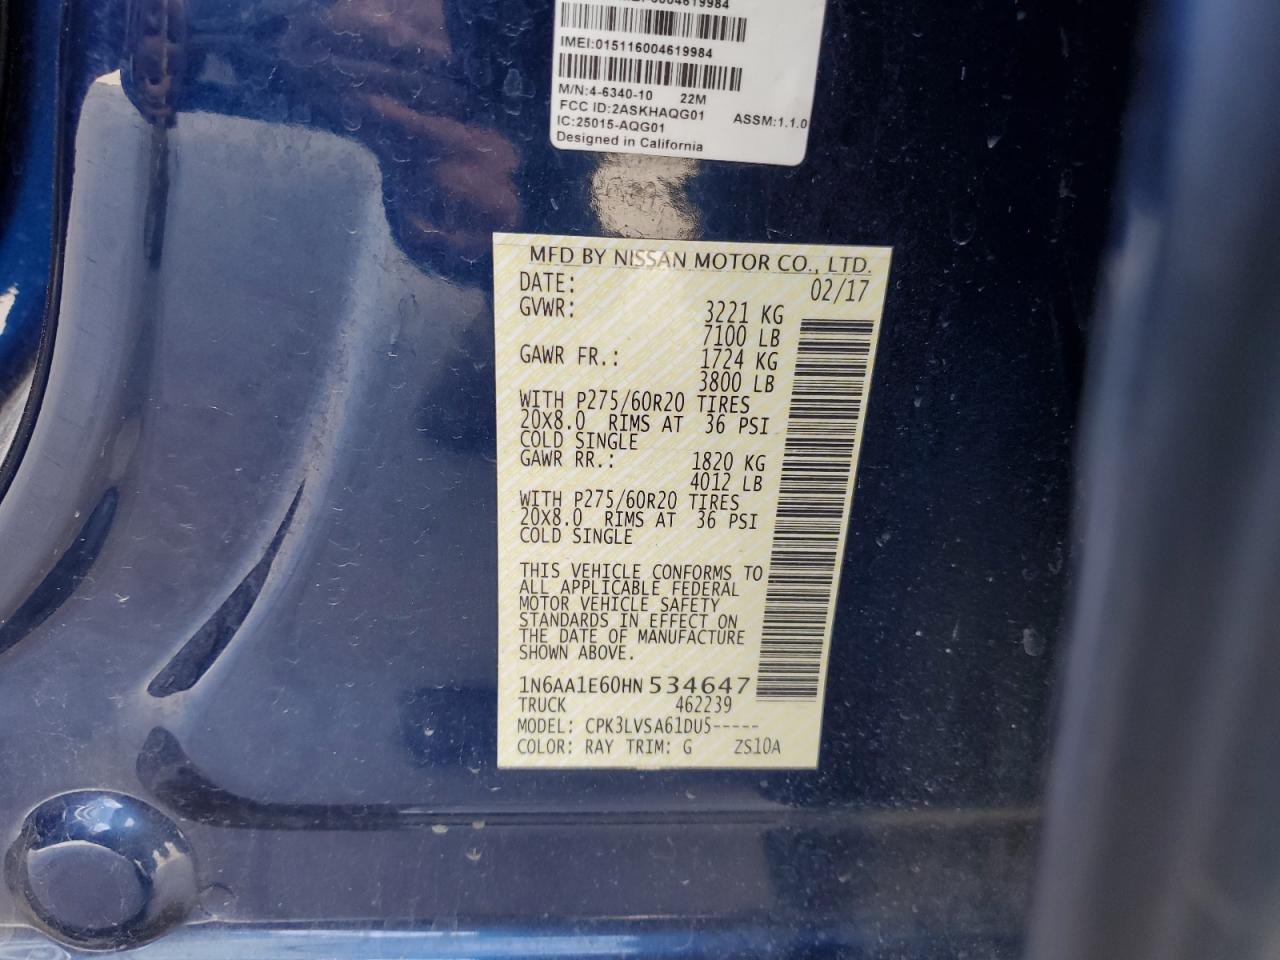 IMEI:015116004619984
M/N:4-6340-10 22M
FCC ID:2ASKHAQG01 ASSM:1.1.0
IC:25015-AQG01
Designed in California
MFD BY NISSAN MOTOR CO., LTD.
DATE: 02/17
GVWR: 3221 KG
7100 LB
GAWR FR.: 1724 KG
3800 LB
WITH P275/60R20 TIRES
20X8.0 RIMS AT 36 PSI
COLD SINGLE
GAWR RR.: 1820 KG
4012 LB
WITH P275/60R20 TIRES
20X8.0 RIMS AT 36 PSI
COLD SINGLE
THIS VEHICLE CONFORMS TO
ALL APPLICABLE FEDERAL
MOTOR VEHICLE SAFETY
STANDARDS IN EFFECT ON
THE DATE OF MANUFACTURE
SHOWN ABOVE.
1N6AA1E60HN534647
TRUCK 462239
MODEL: CPK3LVSA61DU5-----
COLOR: RAY TRIM: G ZS10A